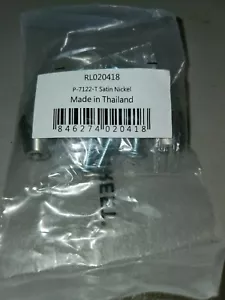 RL020418
P-7122-T Satin Nickel
Made in Thailand
846274020418